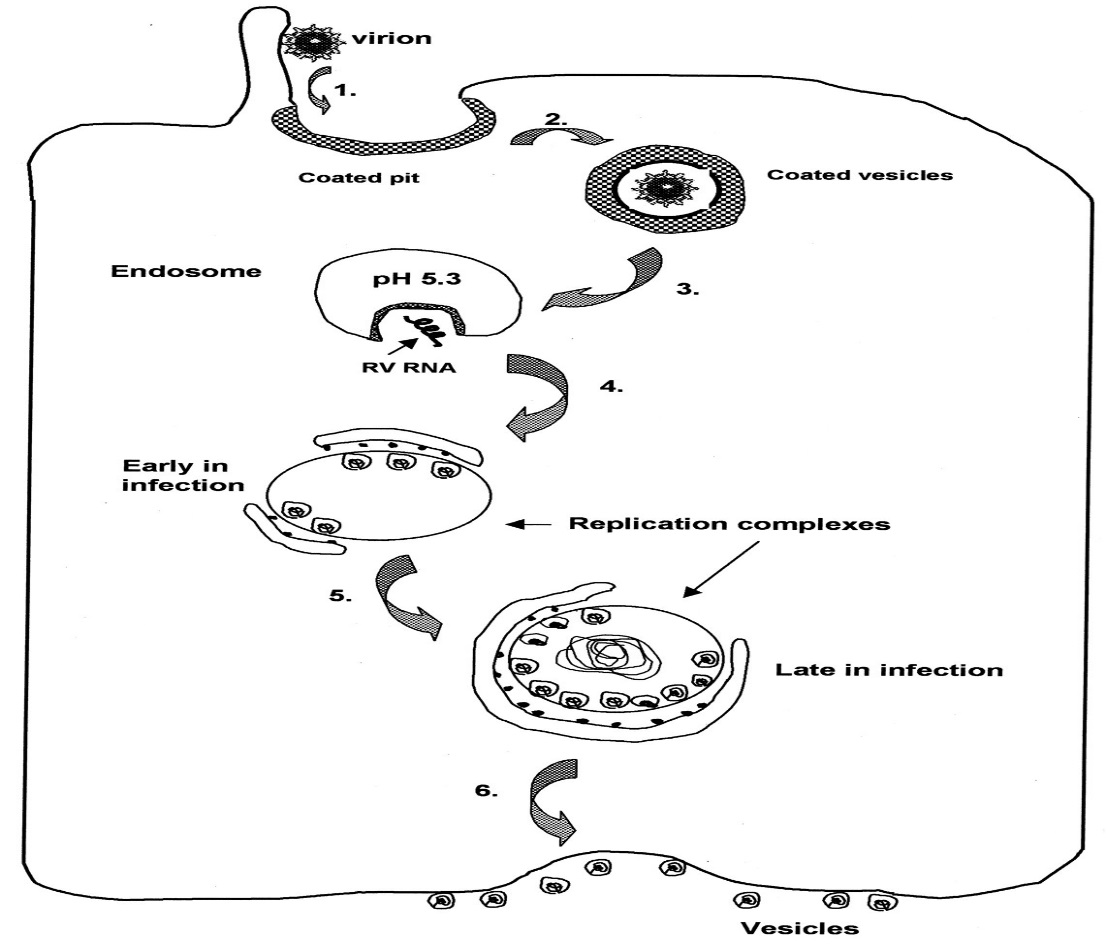 virion
1.
2.
Coated pit
Coated vesicles
Endosome
pH 5.3
3.
RV RNA
4.
Early in
infection
Replication complexes
5.
Late in infection
6.
Vesicles